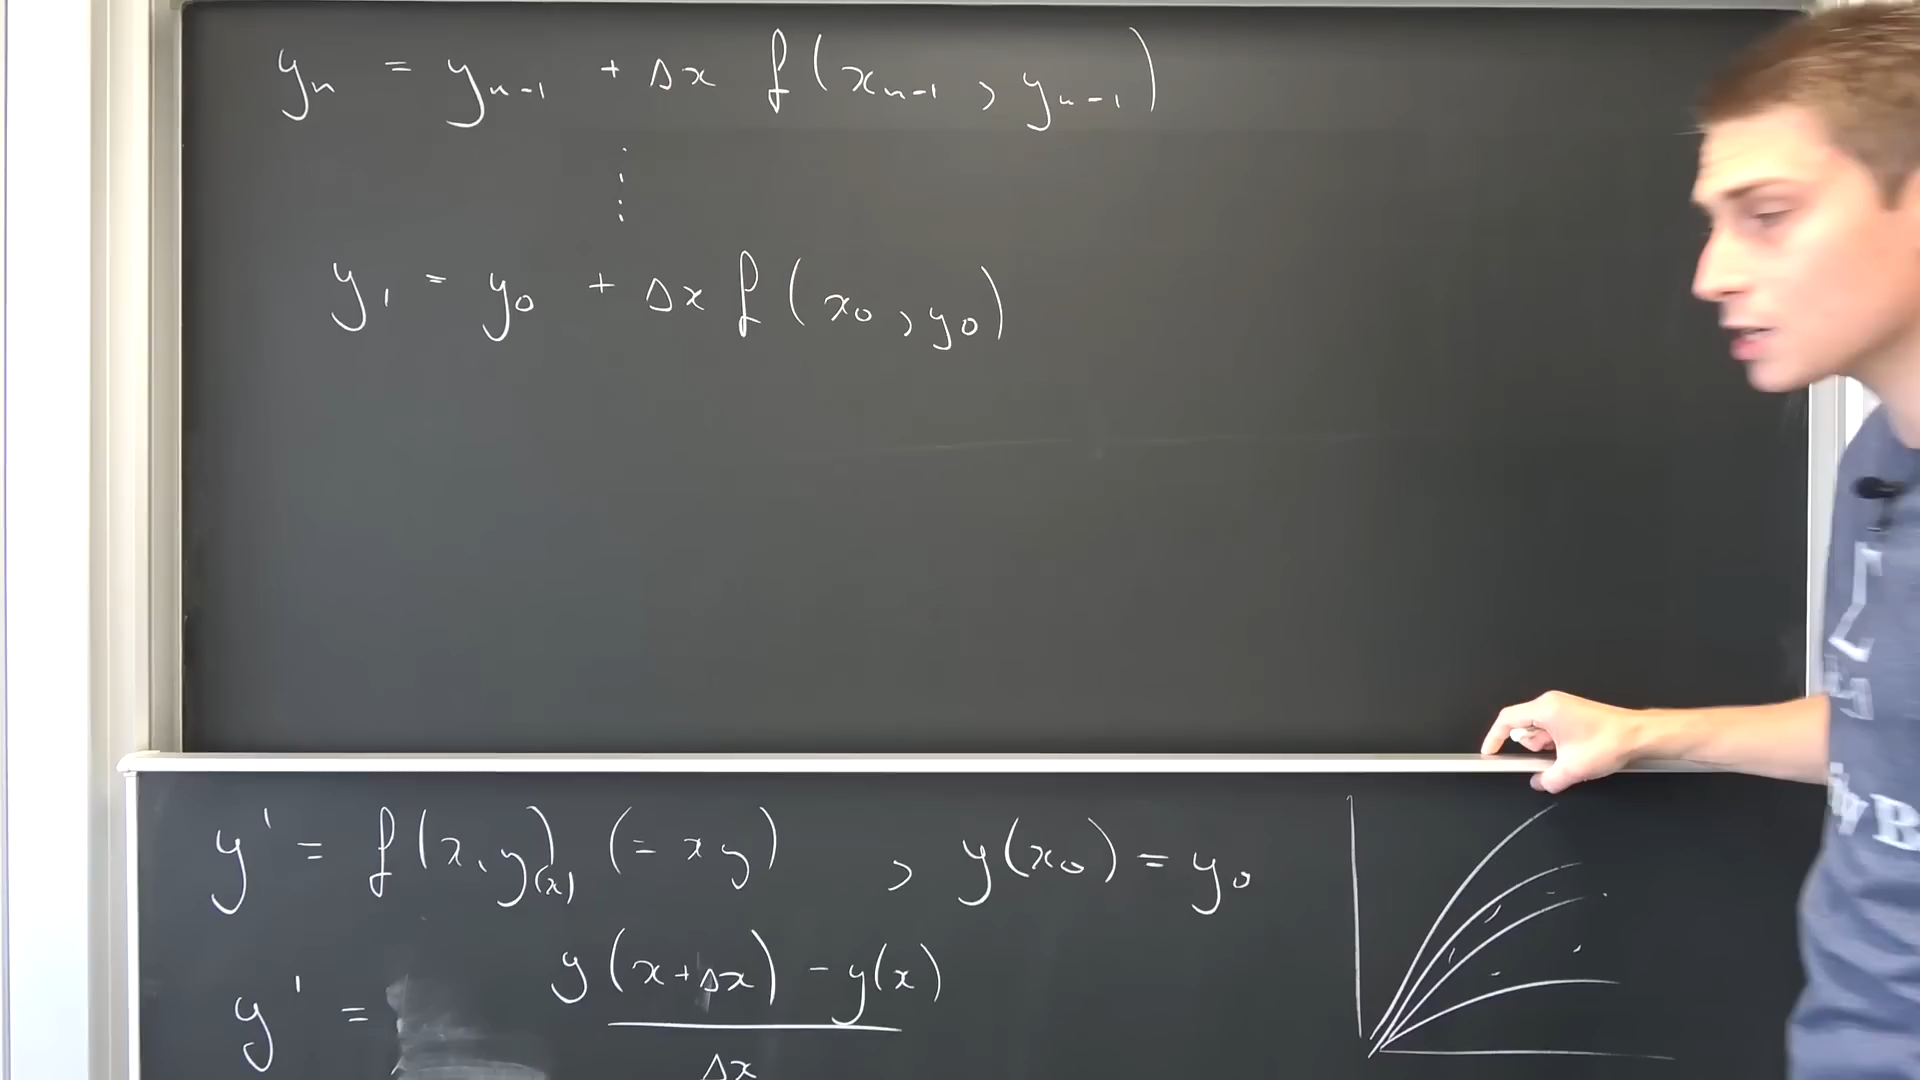 yₙ = yₙ₋₁ + Δx f(xₙ₋₁, yₙ₋₁)
⋮
y₁ = y₀ + Δx f(x₀, y₀)
y' = f(x, y(x)) (= xy) , y(x₀) = y₀
y' = y(x+Δx) - y(x)
Δx